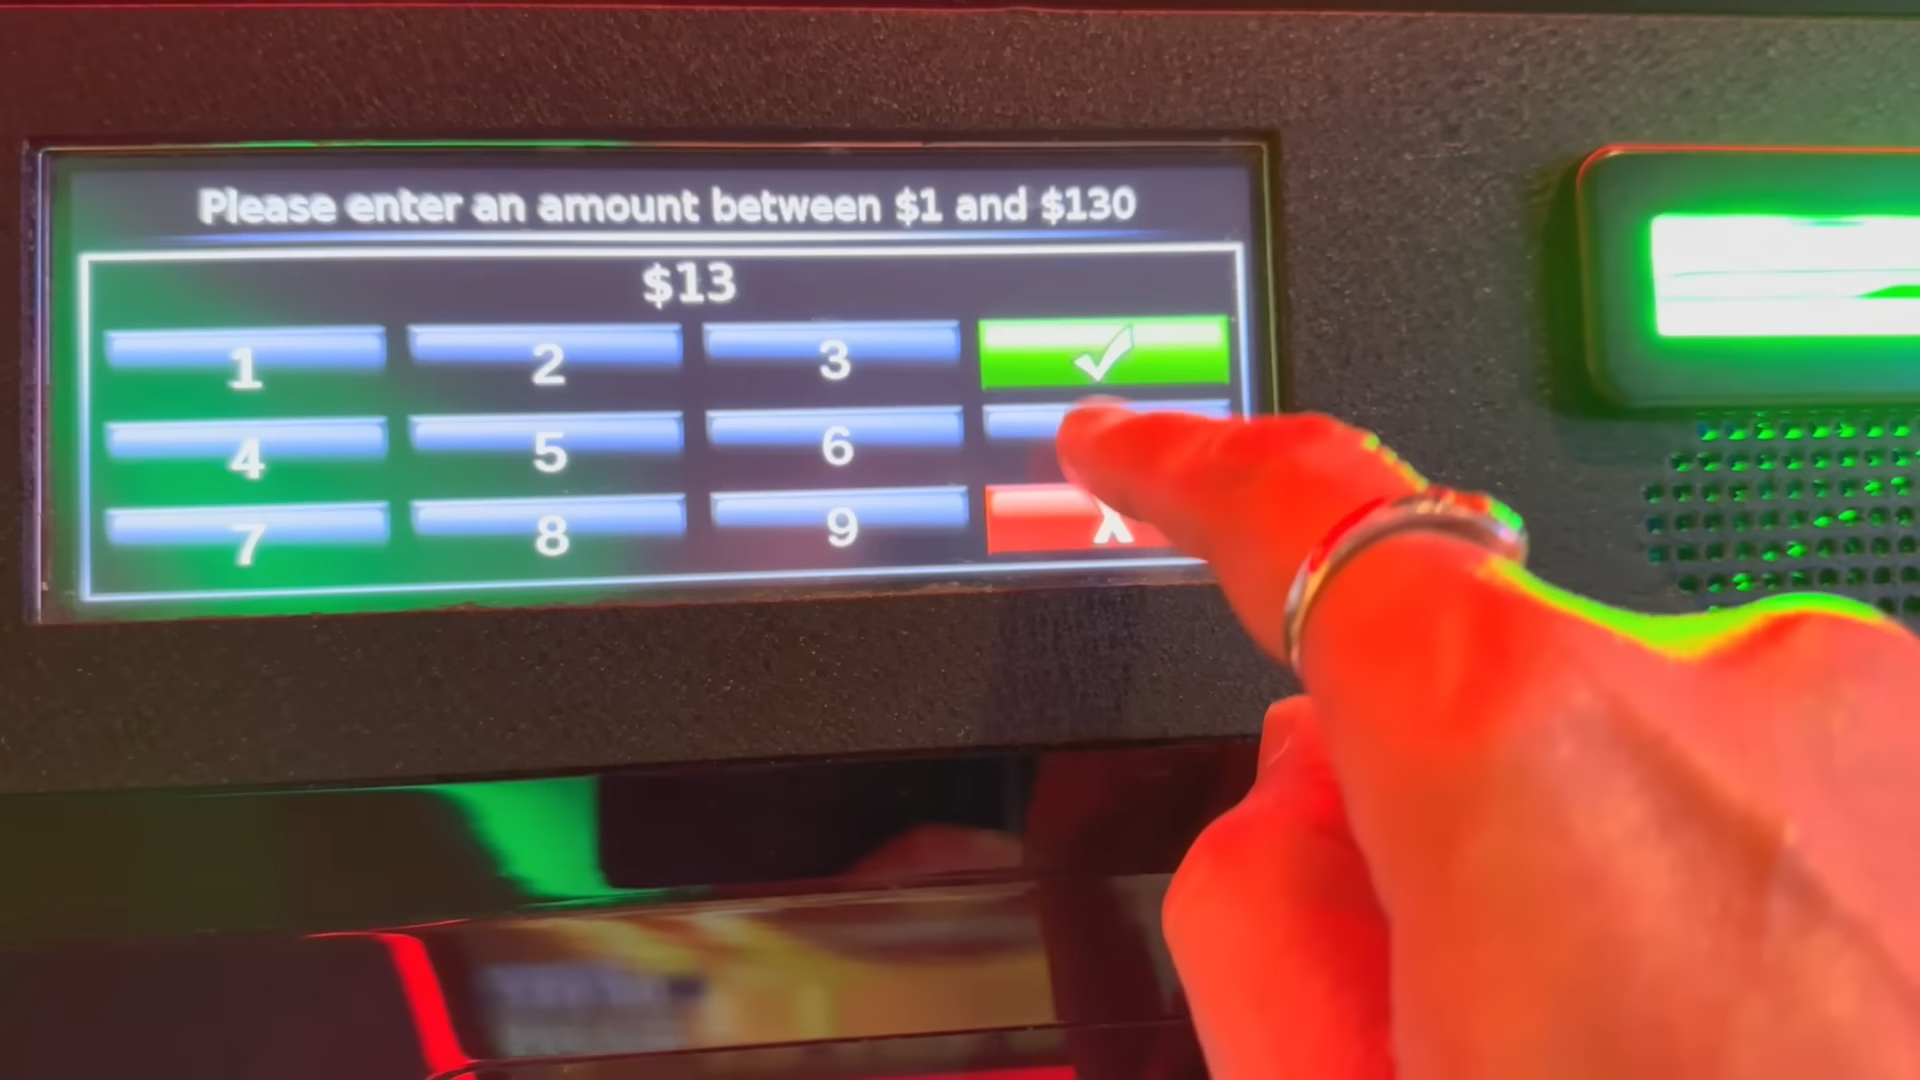 Please enter an amount between $1 and $130
$13
1 2 3 ✓
4 5 6
7 8 9 X